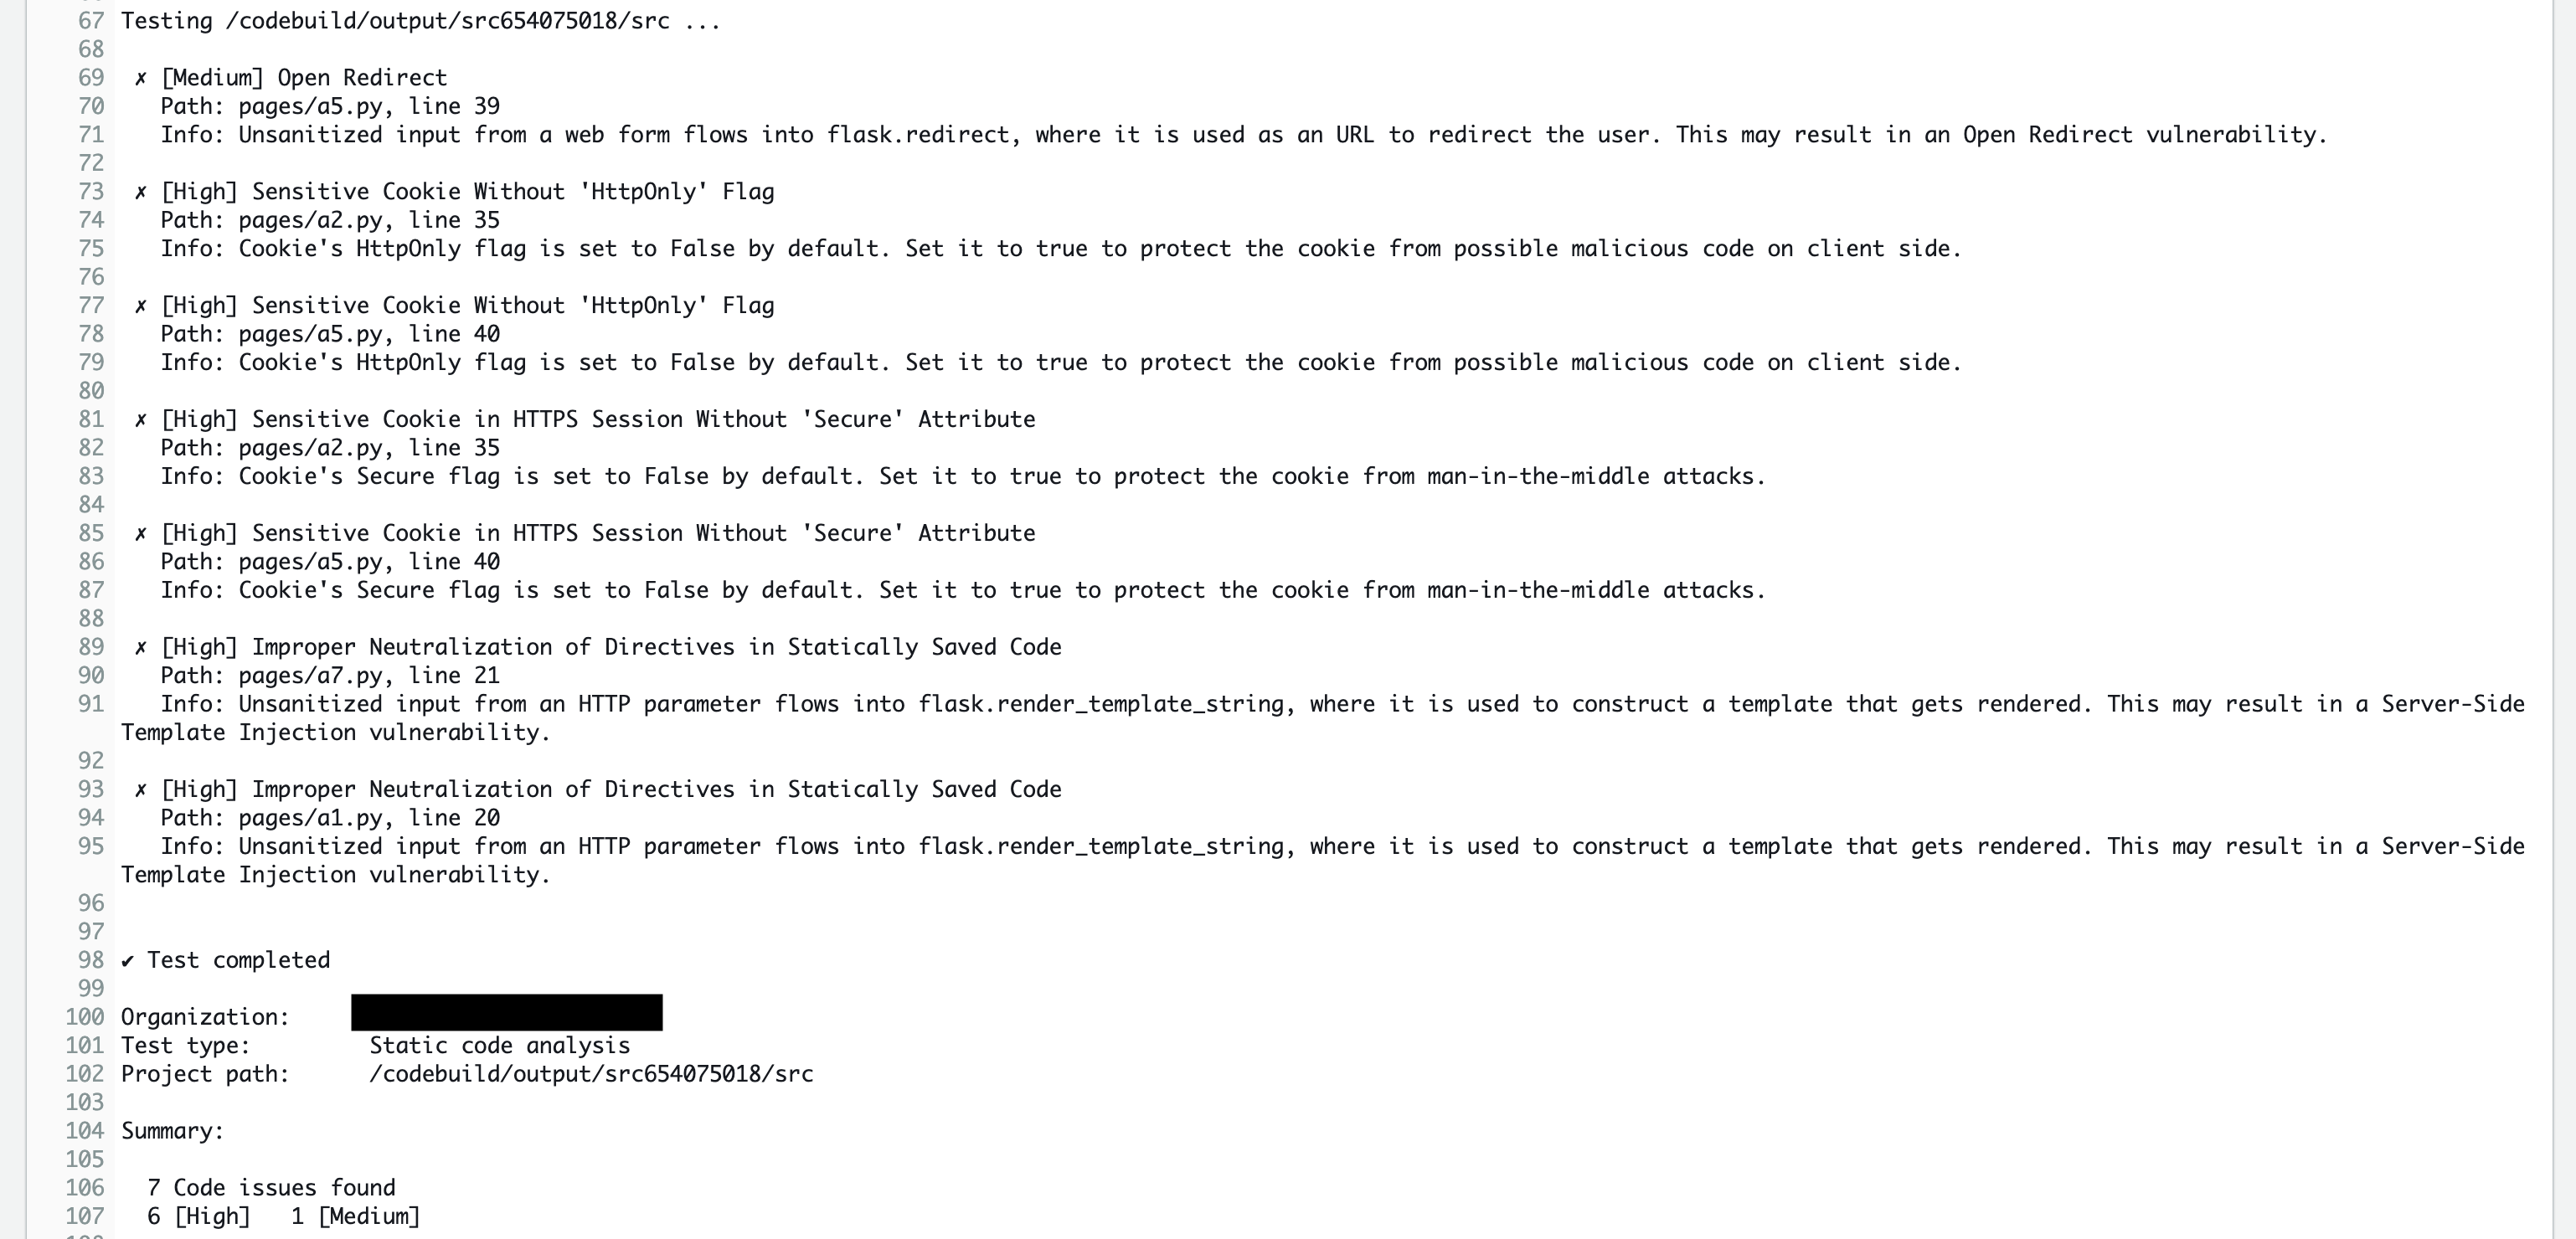 67 Testing /codebuild/output/src654075018/src ...
68
69 ✗ [Medium] Open Redirect
70 Path: pages/a5.py, line 39
71 Info: Unsanitized input from a web form flows into flask.redirect, where it is used as an URL to redirect the user. This may result in an Open Redirect vulnerability.
72
73 ✗ [High] Sensitive Cookie Without 'HttpOnly' Flag
74 Path: pages/a2.py, line 35
75 Info: Cookie's HttpOnly flag is set to False by default. Set it to true to protect the cookie from possible malicious code on client side.
76
77 ✗ [High] Sensitive Cookie Without 'HttpOnly' Flag
78 Path: pages/a5.py, line 40
79 Info: Cookie's HttpOnly flag is set to False by default. Set it to true to protect the cookie from possible malicious code on client side.
80
81 ✗ [High] Sensitive Cookie in HTTPS Session Without 'Secure' Attribute
82 Path: pages/a2.py, line 35
83 Info: Cookie's Secure flag is set to False by default. Set it to true to protect the cookie from man-in-the-middle attacks.
84
85 ✗ [High] Sensitive Cookie in HTTPS Session Without 'Secure' Attribute
86 Path: pages/a5.py, line 40
87 Info: Cookie's Secure flag is set to False by default. Set it to true to protect the cookie from man-in-the-middle attacks.
88
89 ✗ [High] Improper Neutralization of Directives in Statically Saved Code
90 Path: pages/a7.py, line 21
91 Info: Unsanitized input from an HTTP parameter flows into flask.render_template_string, where it is used to construct a template that gets rendered. This may result in a Server-Side
Template Injection vulnerability.
92
93 ✗ [High] Improper Neutralization of Directives in Statically Saved Code
94 Path: pages/a1.py, line 20
95 Info: Unsanitized input from an HTTP parameter flows into flask.render_template_string, where it is used to construct a template that gets rendered. This may result in a Server-Side
Template Injection vulnerability.
96
97
98 ✔ Test completed
99
100 Organization:
101 Test type: Static code analysis
102 Project path: /codebuild/output/src654075018/src
103
104 Summary:
105
106 7 Code issues found
107 6 [High] 1 [Medium]